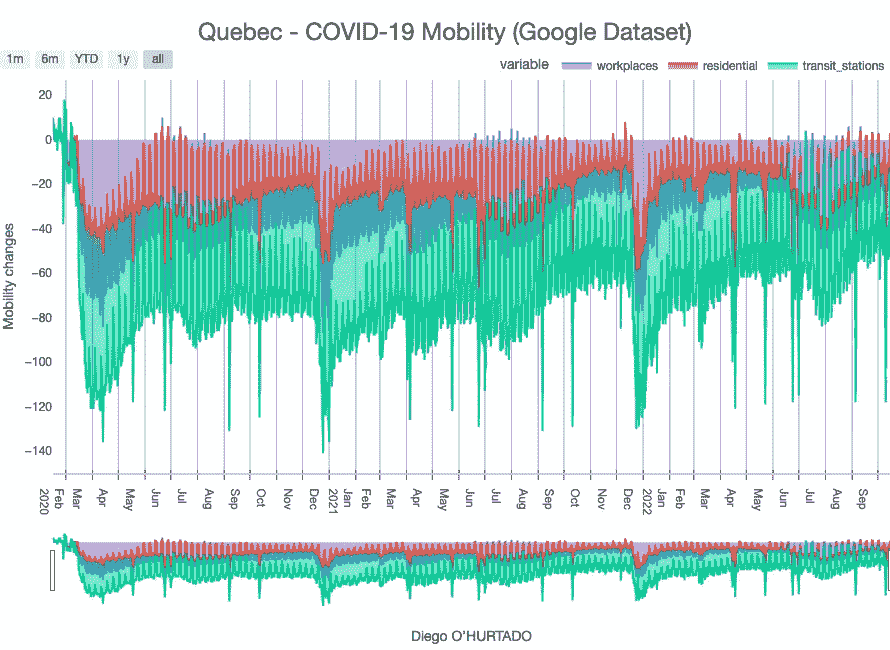 Quebec - COVID-19 Mobility (Google Dataset)
1m 6m YTD 1y all
variable workplaces residential transit_stations
Mobility changes
20
0
−20
−40
−60
−80
−100
−120
−140
2020 Feb Mar Apr May Jun Jul Aug Sep Oct Nov Dec 2021 Jan Feb Mar Apr May Jun Jul Aug Sep Oct Nov Dec 2022 Jan Feb Mar Apr May Jun Jul Aug Sep
Diego O'HURTADO